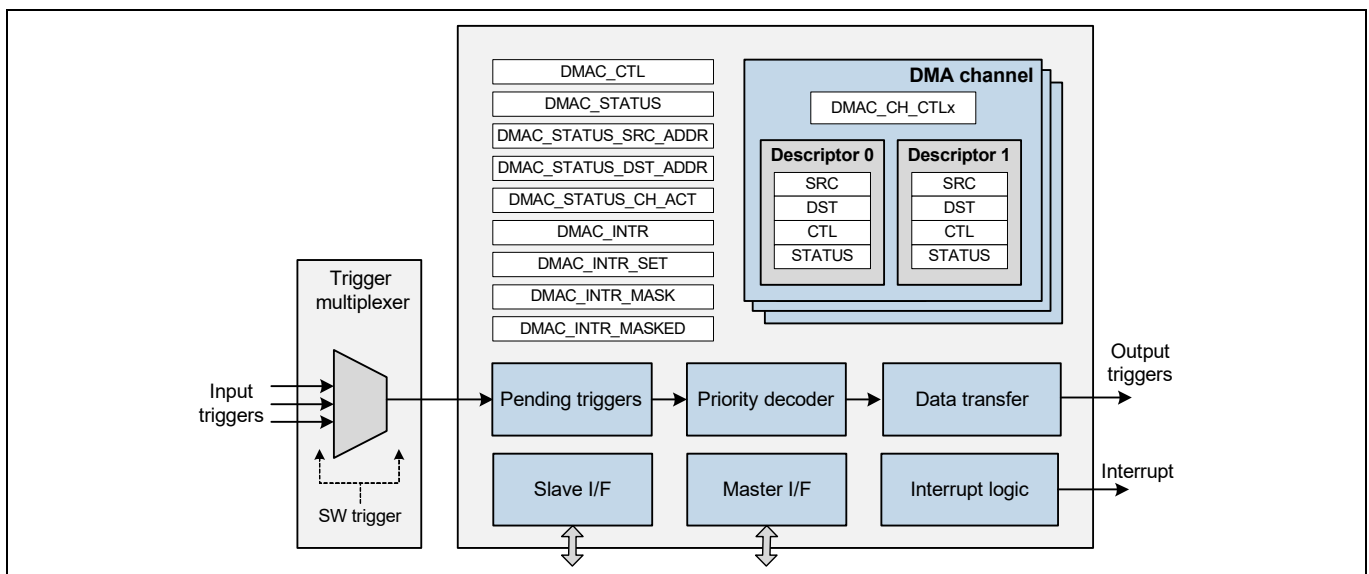 DMAC_CTL
DMAC_STATUS
DMAC_STATUS_SRC_ADDR
DMAC_STATUS_DST_ADDR
DMAC_STATUS_CH_ACT
DMAC_INTR
DMAC_INTR_SET
DMAC_INTR_MASK
DMAC_INTR_MASKED
DMA channel
DMAC_CH_CTLx
Descriptor 0
SRC
DST
CTL
STATUS
Descriptor 1
SRC
DST
CTL
STATUS
Trigger
multiplexer
Input
triggers
SW trigger
Pending triggers
Priority decoder
Data transfer
Output
triggers
Slave I/F
Master I/F
Interrupt logic
Interrupt